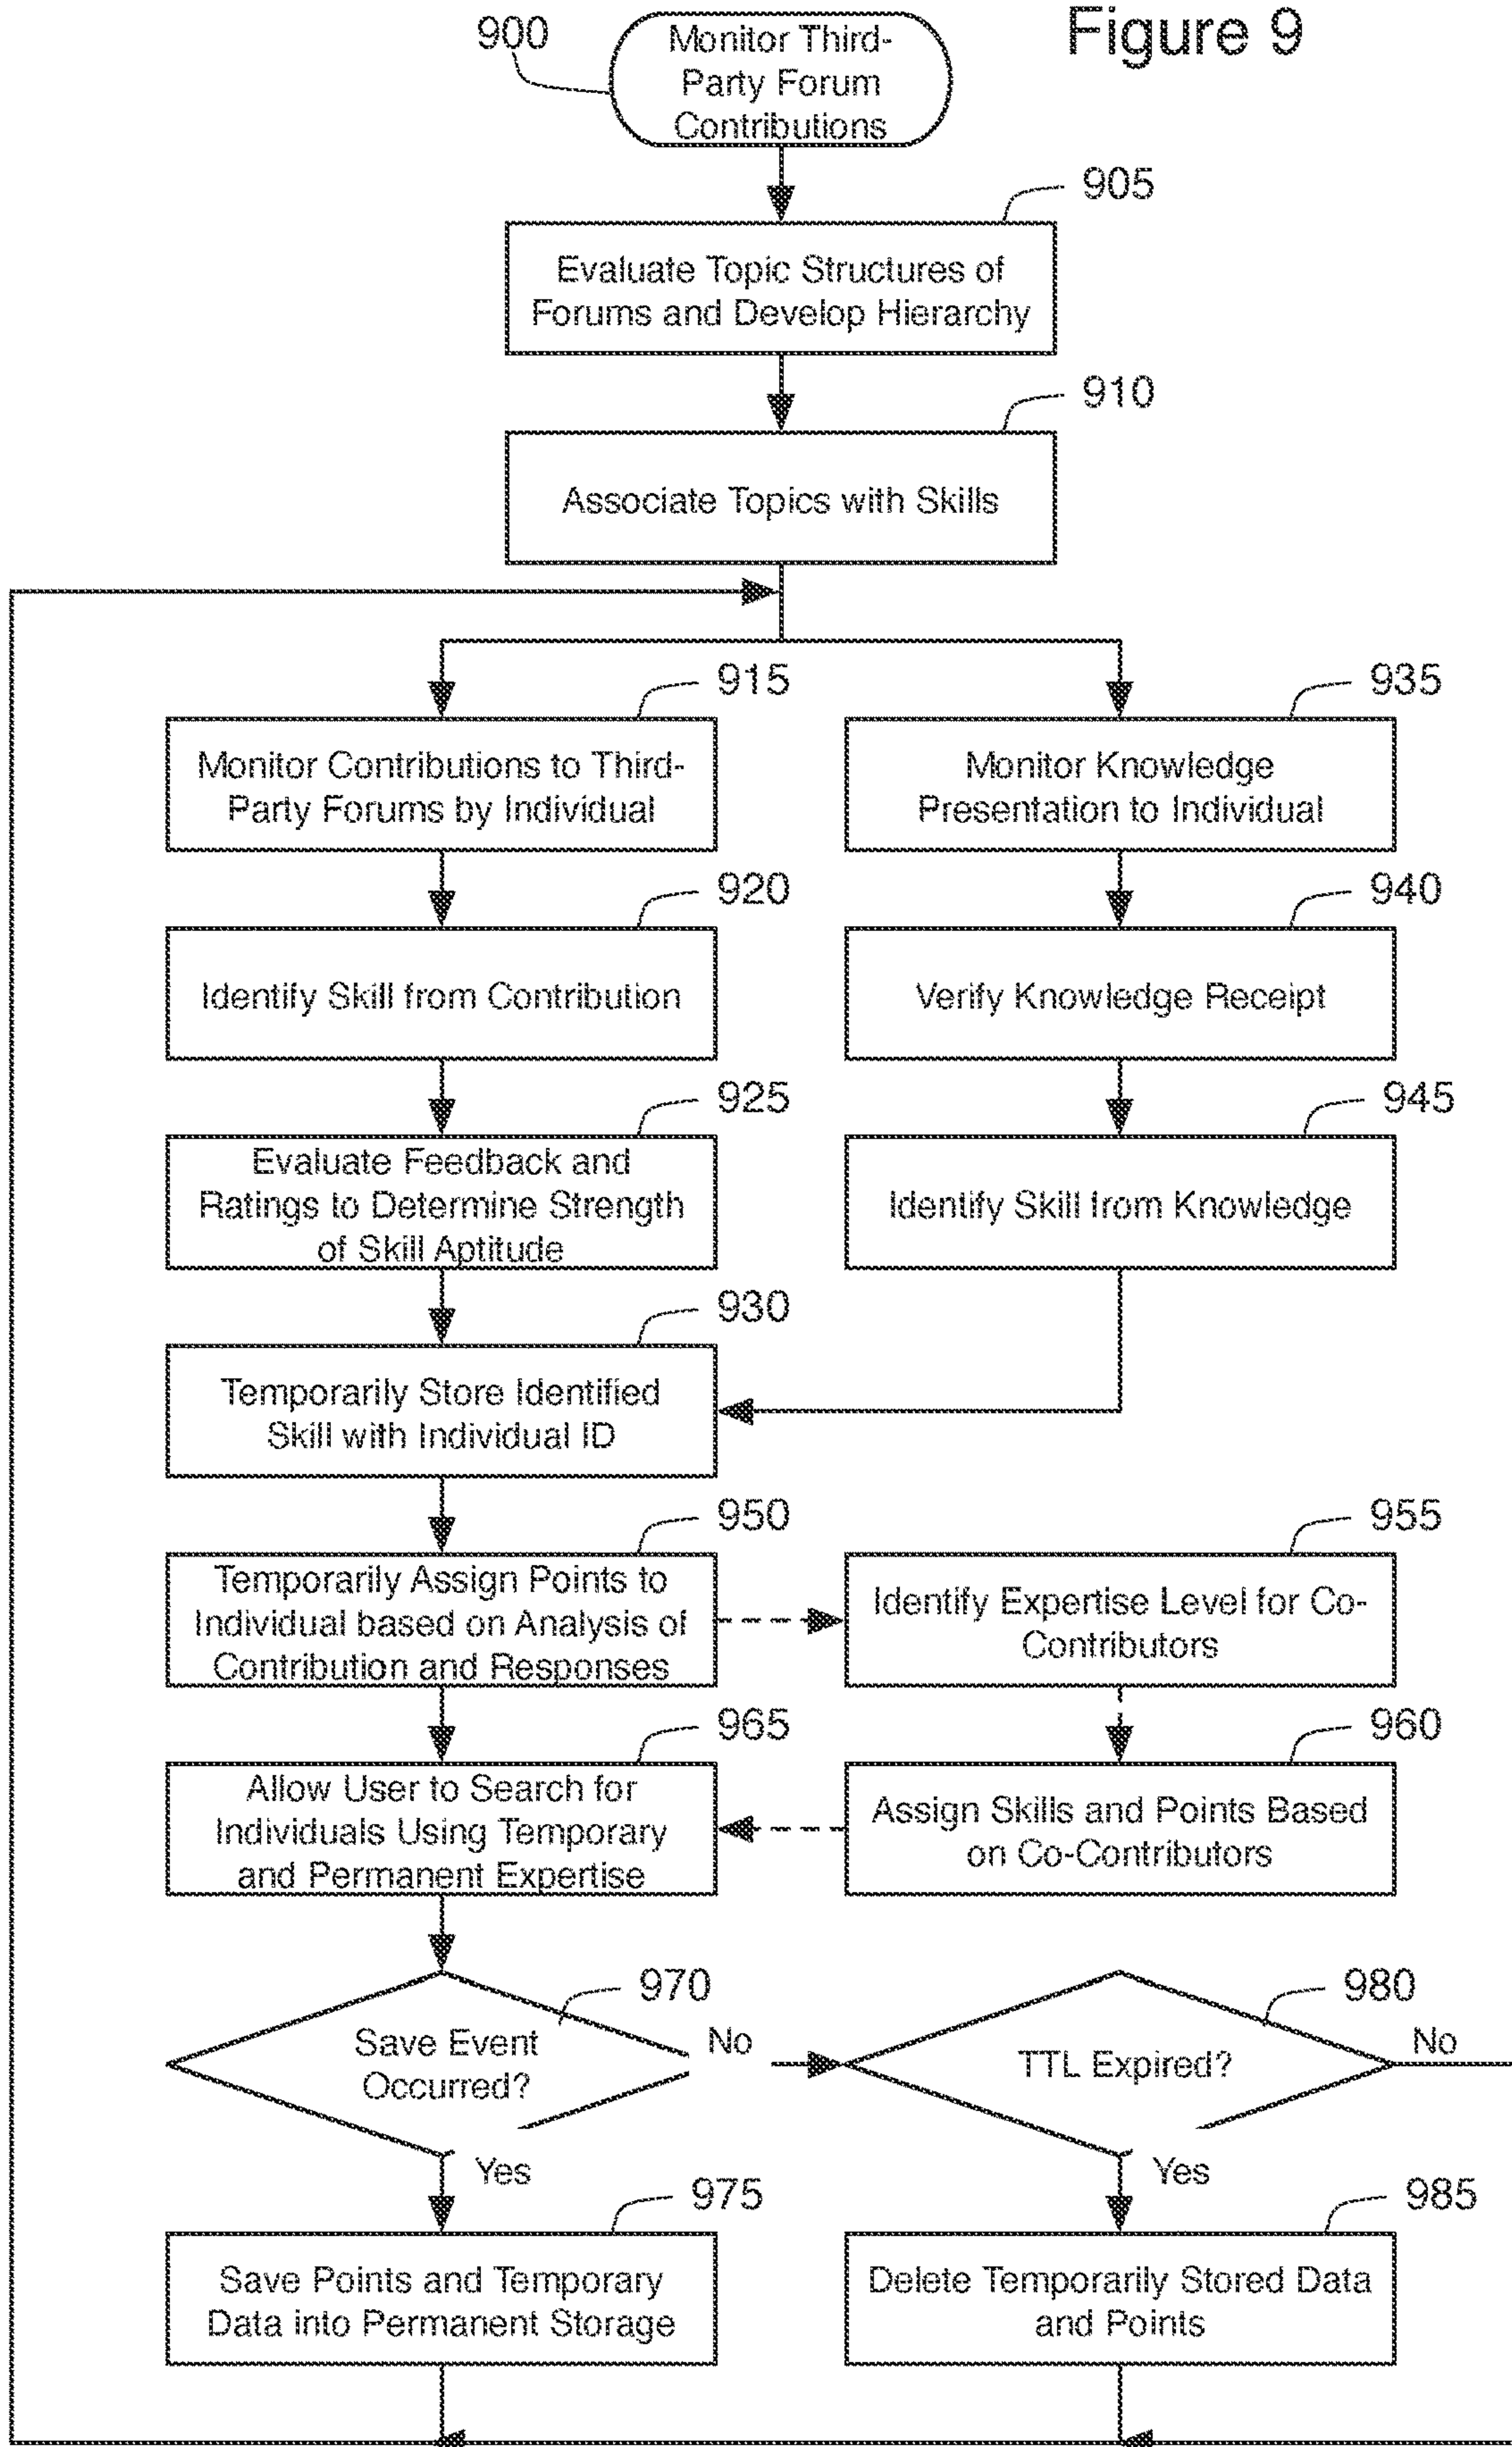 Figure 9
900
Monitor Third-
Party Forum
Contributions
905
Evaluate Topic Structures of
Forums and Develop Hierarchy
910
Associate Topics with Skills
915
Monitor Contributions to Third-
Party Forums by Individual
935
Monitor Knowledge
Presentation to Individual
920
Identify Skill from Contribution
940
Verify Knowledge Receipt
925
Evaluate Feedback and
Ratings to Determine Strength
of Skill Aptitude
945
Identify Skill from Knowledge
930
Temporarily Store Identified
Skill with Individual ID
950
Temporarily Assign Points to
Individual based on Analysis of
Contribution and Responses
955
Identify Expertise Level for Co-
Contributors
965
Allow User to Search for
Individuals Using Temporary
and Permanent Expertise
960
Assign Skills and Points Based
on Co-Contributors
970
Save Event
Occurred?
No
980
TTL Expired?
No
Yes
Yes
975
Save Points and Temporary
Data into Permanent Storage
985
Delete Temporarily Stored Data
and Points